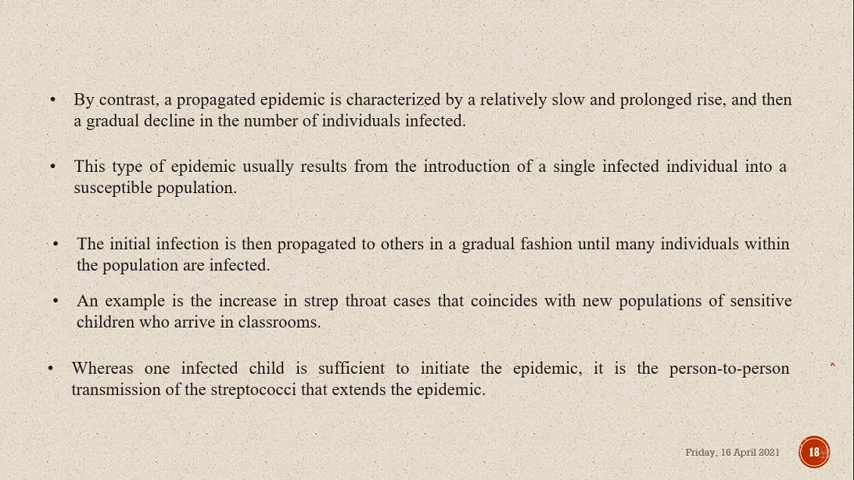 • By contrast, a propagated epidemic is characterized by a relatively slow and prolonged rise, and then
a gradual decline in the number of individuals infected.
• This type of epidemic usually results from the introduction of a single infected individual into a
susceptible population.
• The initial infection is then propagated to others in a gradual fashion until many individuals within
the population are infected.
• An example is the increase in strep throat cases that coincides with new populations of sensitive
children who arrive in classrooms.
• Whereas one infected child is sufficient to initiate the epidemic, it is the person-to-person
transmission of the streptococci that extends the epidemic.
Friday, 16 April 2021
18